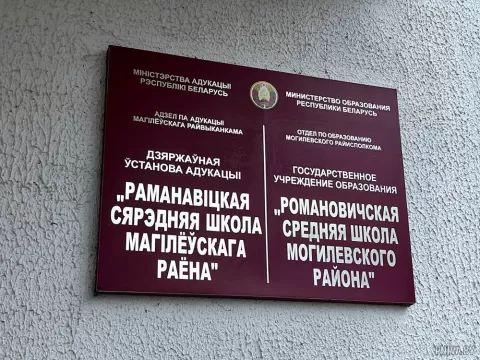 МІНІСТЭРСТВА АДУКАЦЫІ
РЭСПУБЛІКІ БЕЛАРУСЬ
АДЗЕЛ ПА АДУКАЦЫІ
МАГІЛЁЎСКАГА РАЙВЫКАНКАМА
ДЗЯРЖАЎНАЯ
ЎСТАНОВА АДУКАЦЫІ
"РАМАНАВІЦКАЯ
СЯРЭДНЯЯ ШКОЛА
МАГІЛЁЎСКАГА
РАЁНА"
МИНИСТЕРСТВО ОБРАЗОВАНИЯ
РЕСПУБЛИКИ БЕЛАРУСЬ
ОТДЕЛ ПО ОБРАЗОВАНИЮ
МОГИЛЕВСКОГО РАЙИСПОЛКОМА
ГОСУДАРСТВЕННОЕ
УЧРЕЖДЕНИЕ ОБРАЗОВАНИЯ
"РОМАНОВИЧСКАЯ
СРЕДНЯЯ ШКОЛА
МОГИЛЕВСКОГО
РАЙОНА"